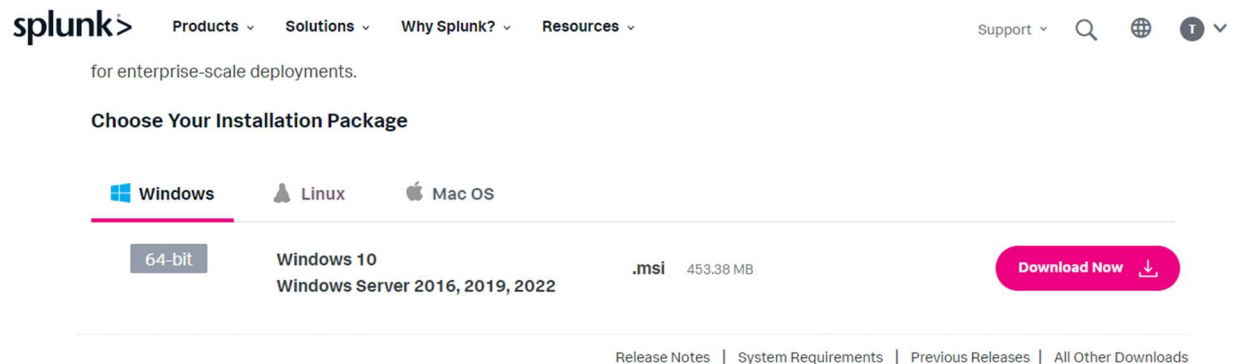 splunk>
Products Solutions Why Splunk? Resources Support T
for enterprise-scale deployments.
Choose Your Installation Package
Windows Linux Mac OS
64-bit
Windows 10
Windows Server 2016, 2019, 2022
.msi 453.38 MB
Download Now
Release Notes | System Requirements | Previous Releases | All Other Downloads